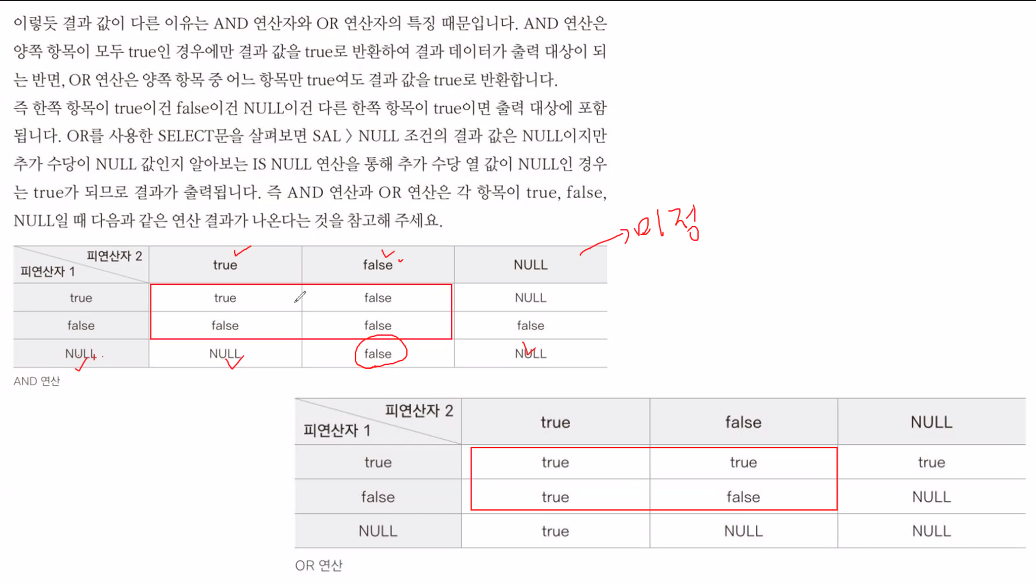 이렇듯 결과 값이 다른 이유는 AND 연산자와 OR 연산자의 특징 때문입니다. AND 연산은
양쪽 항목이 모두 true인 경우에만 결과 값을 true로 반환하여 결과 데이터가 출력 대상이 되
는 반면, OR 연산은 양쪽 항목 중 어느 항목만 true여도 결과 값을 true로 반환합니다.
즉 한쪽 항목이 true이건 false이건 NULL이건 다른 한쪽 항목이 true이면 출력 대상에 포함
됩니다. OR를 사용한 SELECT문을 살펴보면 SAL > NULL 조건의 결과 값은 NULL이지만
추가 수당이 NULL 값인지 알아보는 IS NULL 연산을 통해 추가 수당 열 값이 NULL인 경우
는 true가 되므로 결과가 출력됩니다. 즉 AND 연산과 OR 연산은 각 항목이 true, false,
NULL일 때 다음과 같은 연산 결과가 나온다는 것을 참고해 주세요.
미정
피연산자 2
피연산자 1
true false NULL
true true false NULL
false false false false
NULL NULL false NULL
AND 연산
피연산자 2
피연산자 1
true false NULL
true true true true
false true false NULL
NULL true NULL NULL
OR 연산